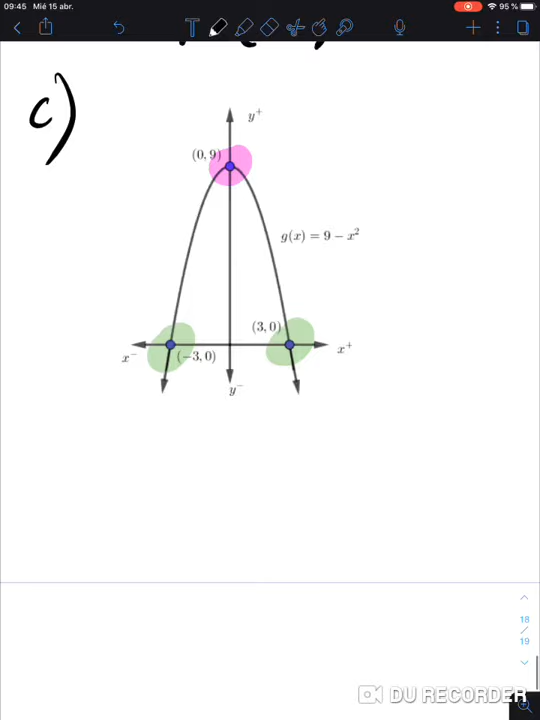 09:45 Mié 15 abr.
95 %
T
c)
y⁺
(0, 9)
g(x) = 9 − x²
(3, 0)
x⁻
(−3, 0)
x⁺
y⁻
18
/
19
DU RECORDER